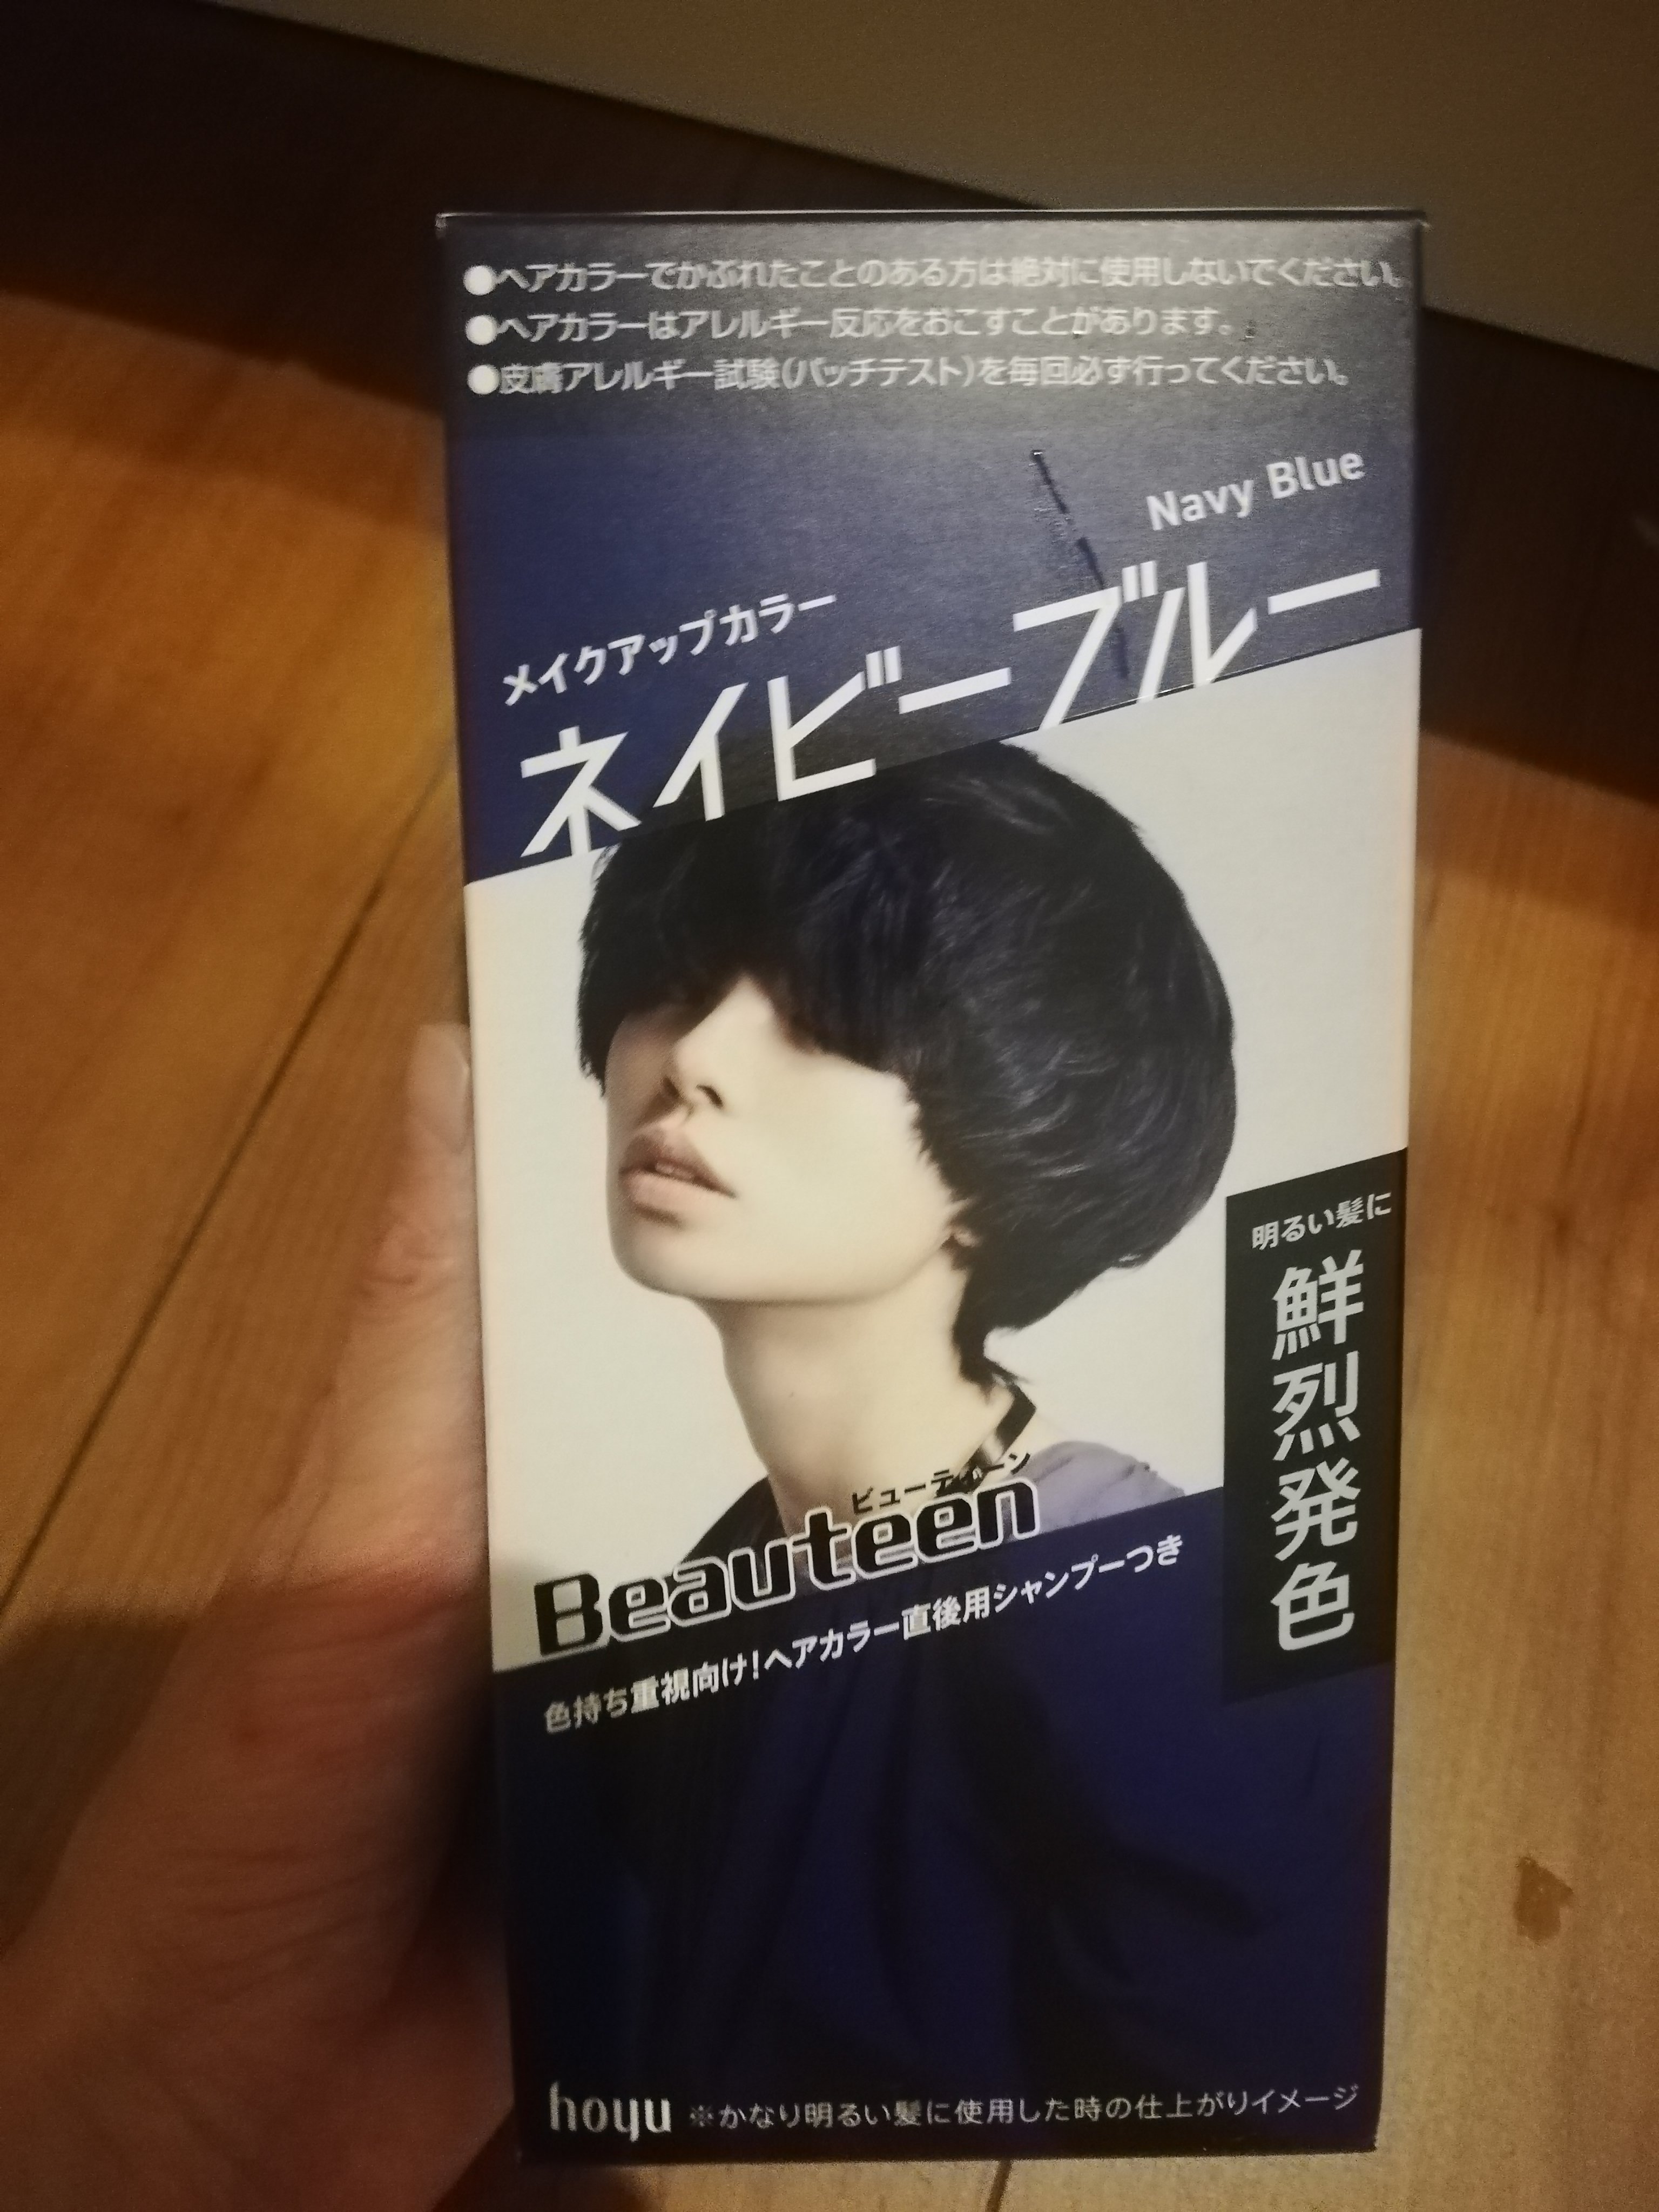 ●ヘアカラーでかぶれたことのある方は絶対に使用しないでください。
●ヘアカラーはアレルギー反応をおこすことがあります。
●皮膚アレルギー試験(パッチテスト)を毎回必ず行ってください。
Navy Blue
メイクアップカラー
ネイビーブルー
明るい髪に
鮮烈発色
ビューティーン
Beauteen
色持ち重視向け!ヘアカラー直後用シャンプーつき
hoyu ※かなり明るい髪に使用した時の仕上がりイメージ